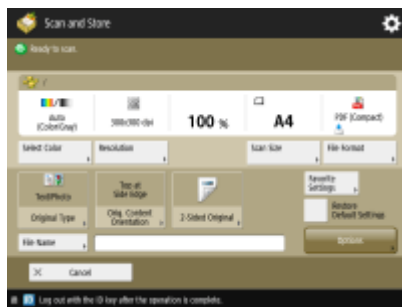 Scan and Store
Ready to scan.
/
Auto
(Color/Gray)
300x300 dpi
100 %
A4
PDF (Compact)
Select Color
Resolution
Scan Size
File Format
Text/Photo
Original Type
Top at
Side Edge
Orig. Content
Orientation
2-Sided Original
Favorite
Settings
Restore
Default Settings
File Name
Options
× Cancel
ID Log out with the ID key after the operation is complete.